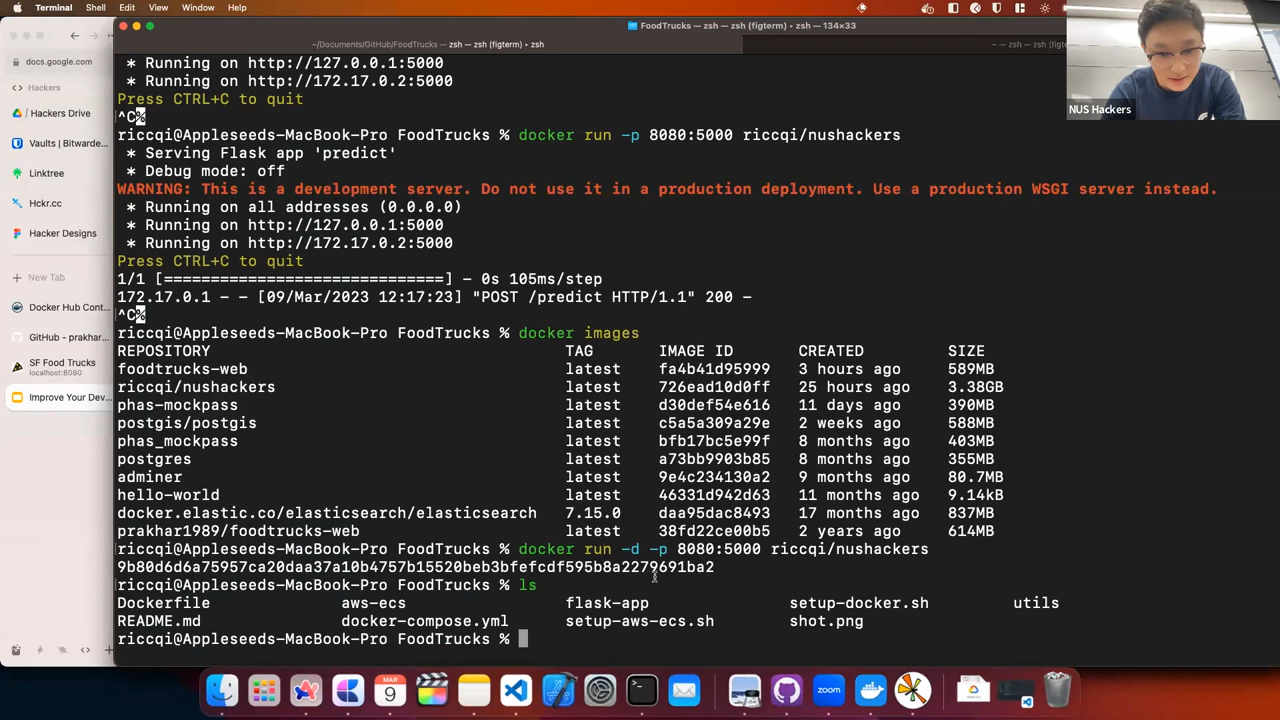 Terminal Shell Edit View Window Help
FoodTrucks — zsh — zsh (figterm) ▸ zsh — 134×33
~/Documents/GitHub/FoodTrucks — zsh — zsh (figterm) ▸ zsh
~ — zsh — zsh (figterm)
docs.google.com
Hackers
Hackers Drive
Vaults | Bitwarde...
Linktree
Hckr.cc
Hacker Designs
New Tab
Docker Hub Cont...
GitHub - prakhar...
SF Food Trucks
localhost:8080
Improve Your Dev...
* Running on http://127.0.0.1:5000
* Running on http://172.17.0.2:5000
Press CTRL+C to quit
^C%
riccqi@Appleseeds-MacBook-Pro FoodTrucks % docker run -p 8080:5000 riccqi/nushackers
* Serving Flask app 'predict'
* Debug mode: off
WARNING: This is a development server. Do not use it in a production deployment. Use a production WSGI server instead.
* Running on all addresses (0.0.0.0)
* Running on http://127.0.0.1:5000
* Running on http://172.17.0.2:5000
Press CTRL+C to quit
1/1 [==============================] - 0s 105ms/step
172.17.0.1 - - [09/Mar/2023 12:17:23] "POST /predict HTTP/1.1" 200 -
^C%
riccqi@Appleseeds-MacBook-Pro FoodTrucks % docker images
REPOSITORY TAG IMAGE ID CREATED SIZE
foodtrucks-web latest fa4b41d95999 3 hours ago 589MB
riccqi/nushackers latest 726ead10d0ff 25 hours ago 3.38GB
phas-mockpass latest d30def54e616 11 days ago 390MB
postgis/postgis latest c5a5a309a29e 2 weeks ago 588MB
phas_mockpass latest bfb17bc5e99f 8 months ago 403MB
postgres latest a73bb9903b85 8 months ago 355MB
adminer latest 9e4c234130a2 9 months ago 80.7MB
hello-world latest 46331d942d63 11 months ago 9.14kB
docker.elastic.co/elasticsearch/elasticsearch 7.15.0 daa95dac8493 17 months ago 837MB
prakhar1989/foodtrucks-web latest 38fd22ce00b5 2 years ago 614MB
riccqi@Appleseeds-MacBook-Pro FoodTrucks % docker run -d -p 8080:5000 riccqi/nushackers
9b80d6d6a75957ca20daa37a10b4757b15520beb3bfefcdf595b8a2279691ba2
riccqi@Appleseeds-MacBook-Pro FoodTrucks % ls
Dockerfile aws-ecs flask-app setup-docker.sh utils
README.md docker-compose.yml setup-aws-ecs.sh shot.png
riccqi@Appleseeds-MacBook-Pro FoodTrucks %
NUS Hackers
MAR
9
zoom